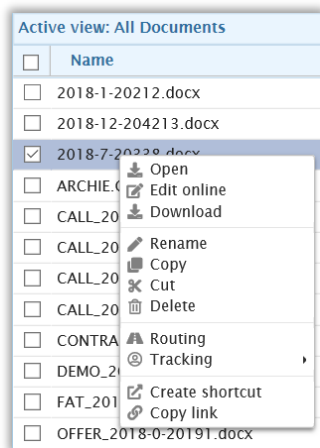 Active view: All Documents
Name
2018-1-20212.docx
2018-12-204213.docx
2018-7-20338.docx
Open
ARCHIE.
Edit online
CALL_20
Download
CALL_20
Rename
CALL_20
Copy
Cut
CALL_20
Delete
CONTRA
Routing
DEMO_2
Tracking
FAT_201
Create shortcut
Copy link
OFFER_2018-0-20191.docx